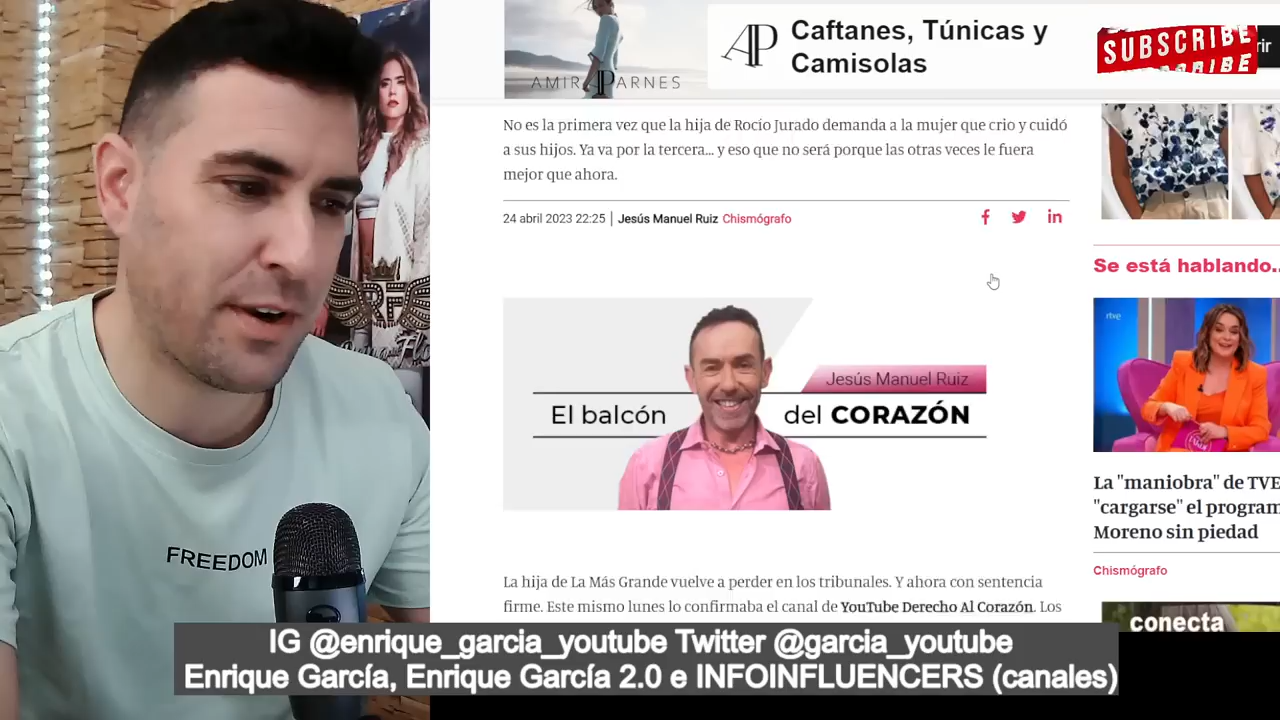 AP
Caftanes, Túnicas y
Camisolas
AMIR PARNES
SUBSCRIBE
No es la primera vez que la hija de Rocío Jurado demanda a la mujer que crio y cuidó
a sus hijos. Ya va por la tercera... y eso que no será porque las otras veces le fuera
mejor que ahora.
24 abril 2023 22:25 | Jesús Manuel Ruiz Chismógrafo
Se está hablando..
rtve
RF
Jesús Manuel Ruiz
El balcón del CORAZÓN
FREEDOM
La "maniobra" de TVE
"cargarse" el program
Moreno sin piedad
Chismógrafo
La hija de La Más Grande vuelve a perder en los tribunales. Y ahora con sentencia
firme. Este mismo lunes lo confirmaba el canal de YouTube Derecho Al Corazón. Los
conecta
IG @enrique_garcia_youtube Twitter @garcia_youtube
Enrique García, Enrique García 2.0 e INFOINFLUENCERS (canales)